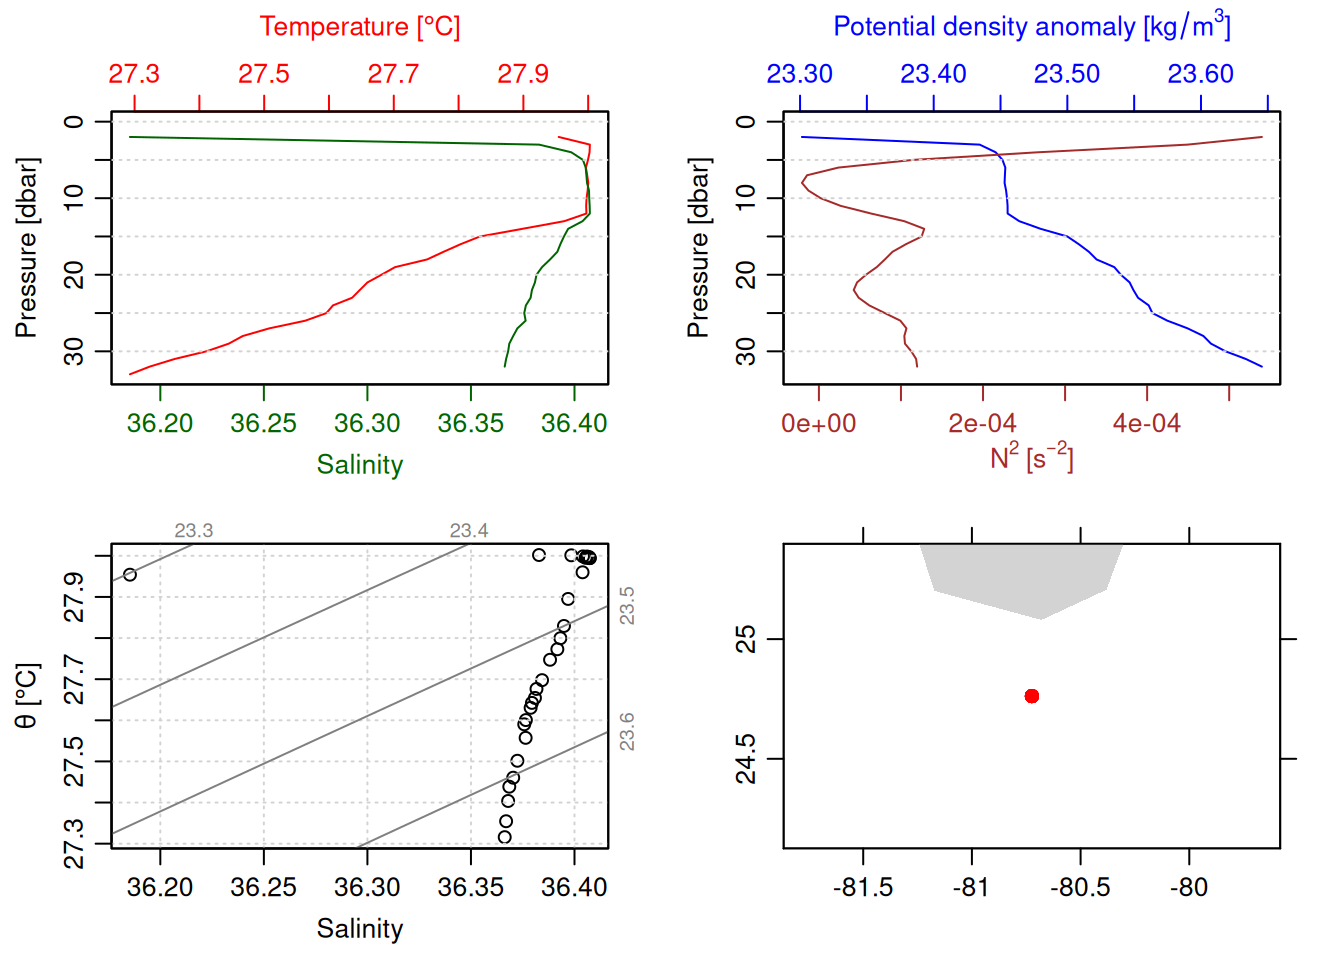 Temperature [°C]
27.3 27.5 27.7 27.9
Pressure [dbar]
0
10
20
30
36.20 36.25 36.30 36.35 36.40
Salinity
Potential density anomaly [kg/m³]
23.30 23.40 23.50 23.60
Pressure [dbar]
0
10
20
30
0e+00 2e-04 4e-04
N² [s⁻²]
23.3 23.4
23.5
23.6
θ [°C]
27.9
27.7
27.5
27.3
36.20 36.25 36.30 36.35 36.40
Salinity
25
24.5
-81.5 -81 -80.5 -80